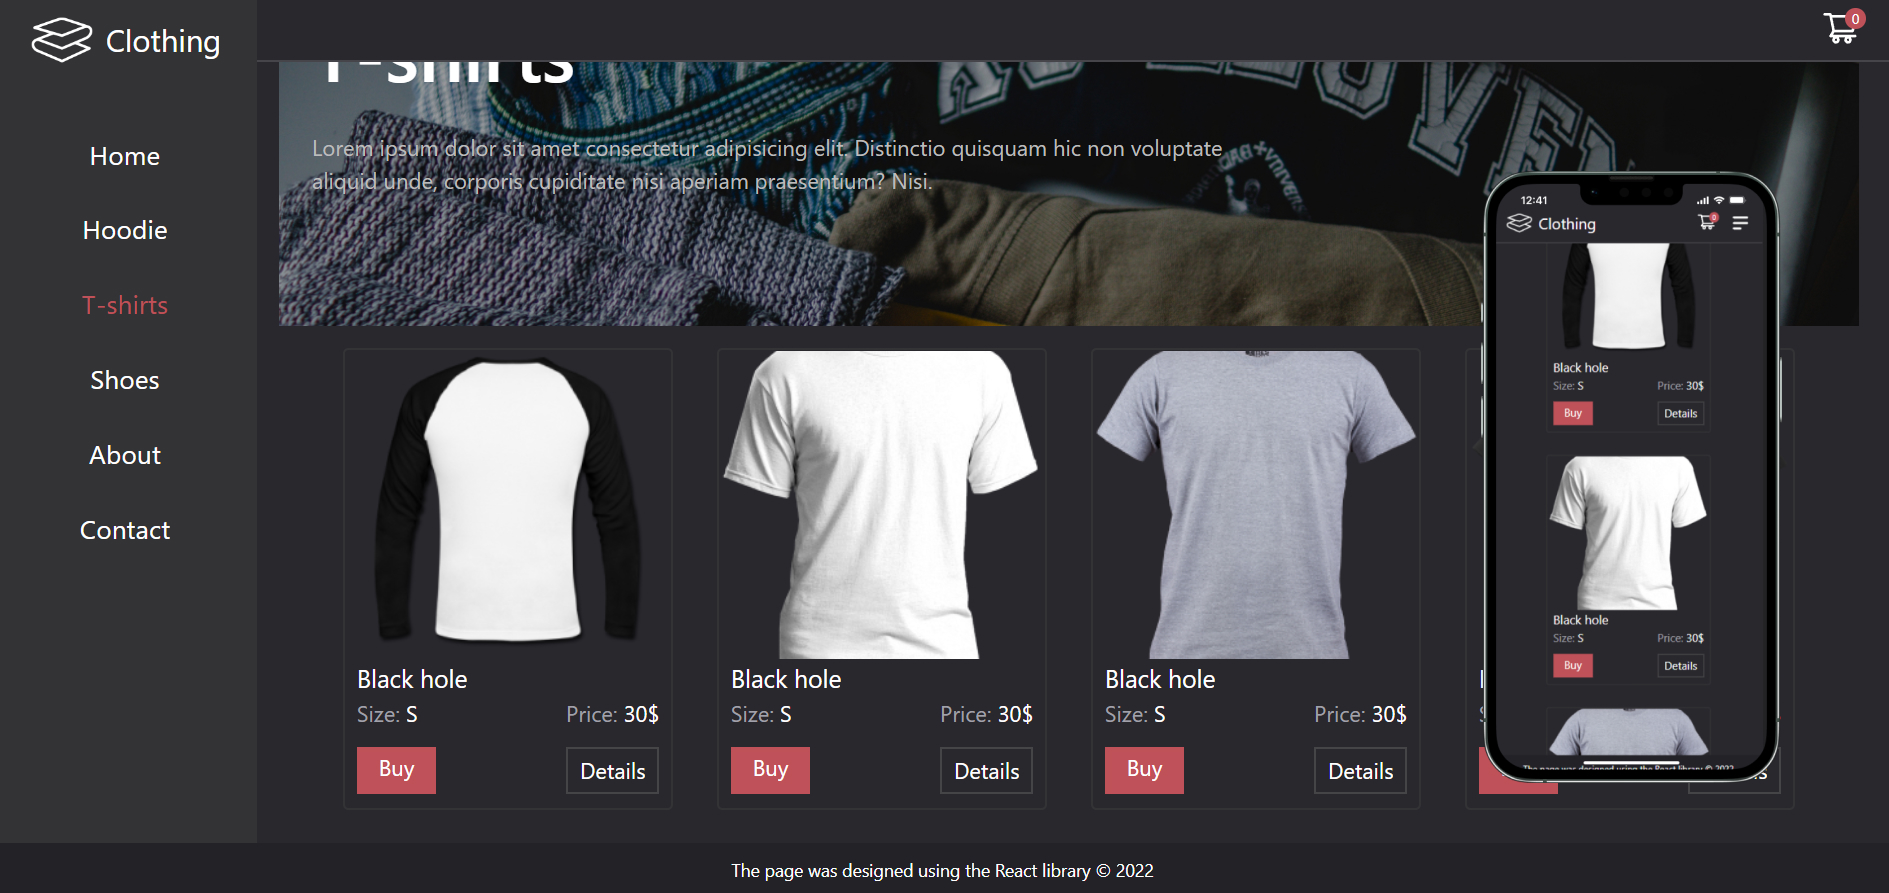 Clothing
0
Home
Hoodie
T-shirts
Shoes
About
Contact
T-shirts
Lorem ipsum dolor sit amet consectetur adipisicing elit. Distinctio quisquam hic non voluptate
aliquid unde, corporis cupiditate nisi aperiam praesentium? Nisi.
Black hole
Size: S
Price: 30$
Buy
Details
Black hole
Size: S
Price: 30$
Buy
Details
Black hole
Size: S
Price: 30$
Buy
Details
12:41
Clothing
0
Black hole
Size: S
Price: 30$
Buy
Details
Black hole
Size: S
Price: 30$
Buy
Details
The page was designed using the React library © 2022
The page was designed using the React library © 2022